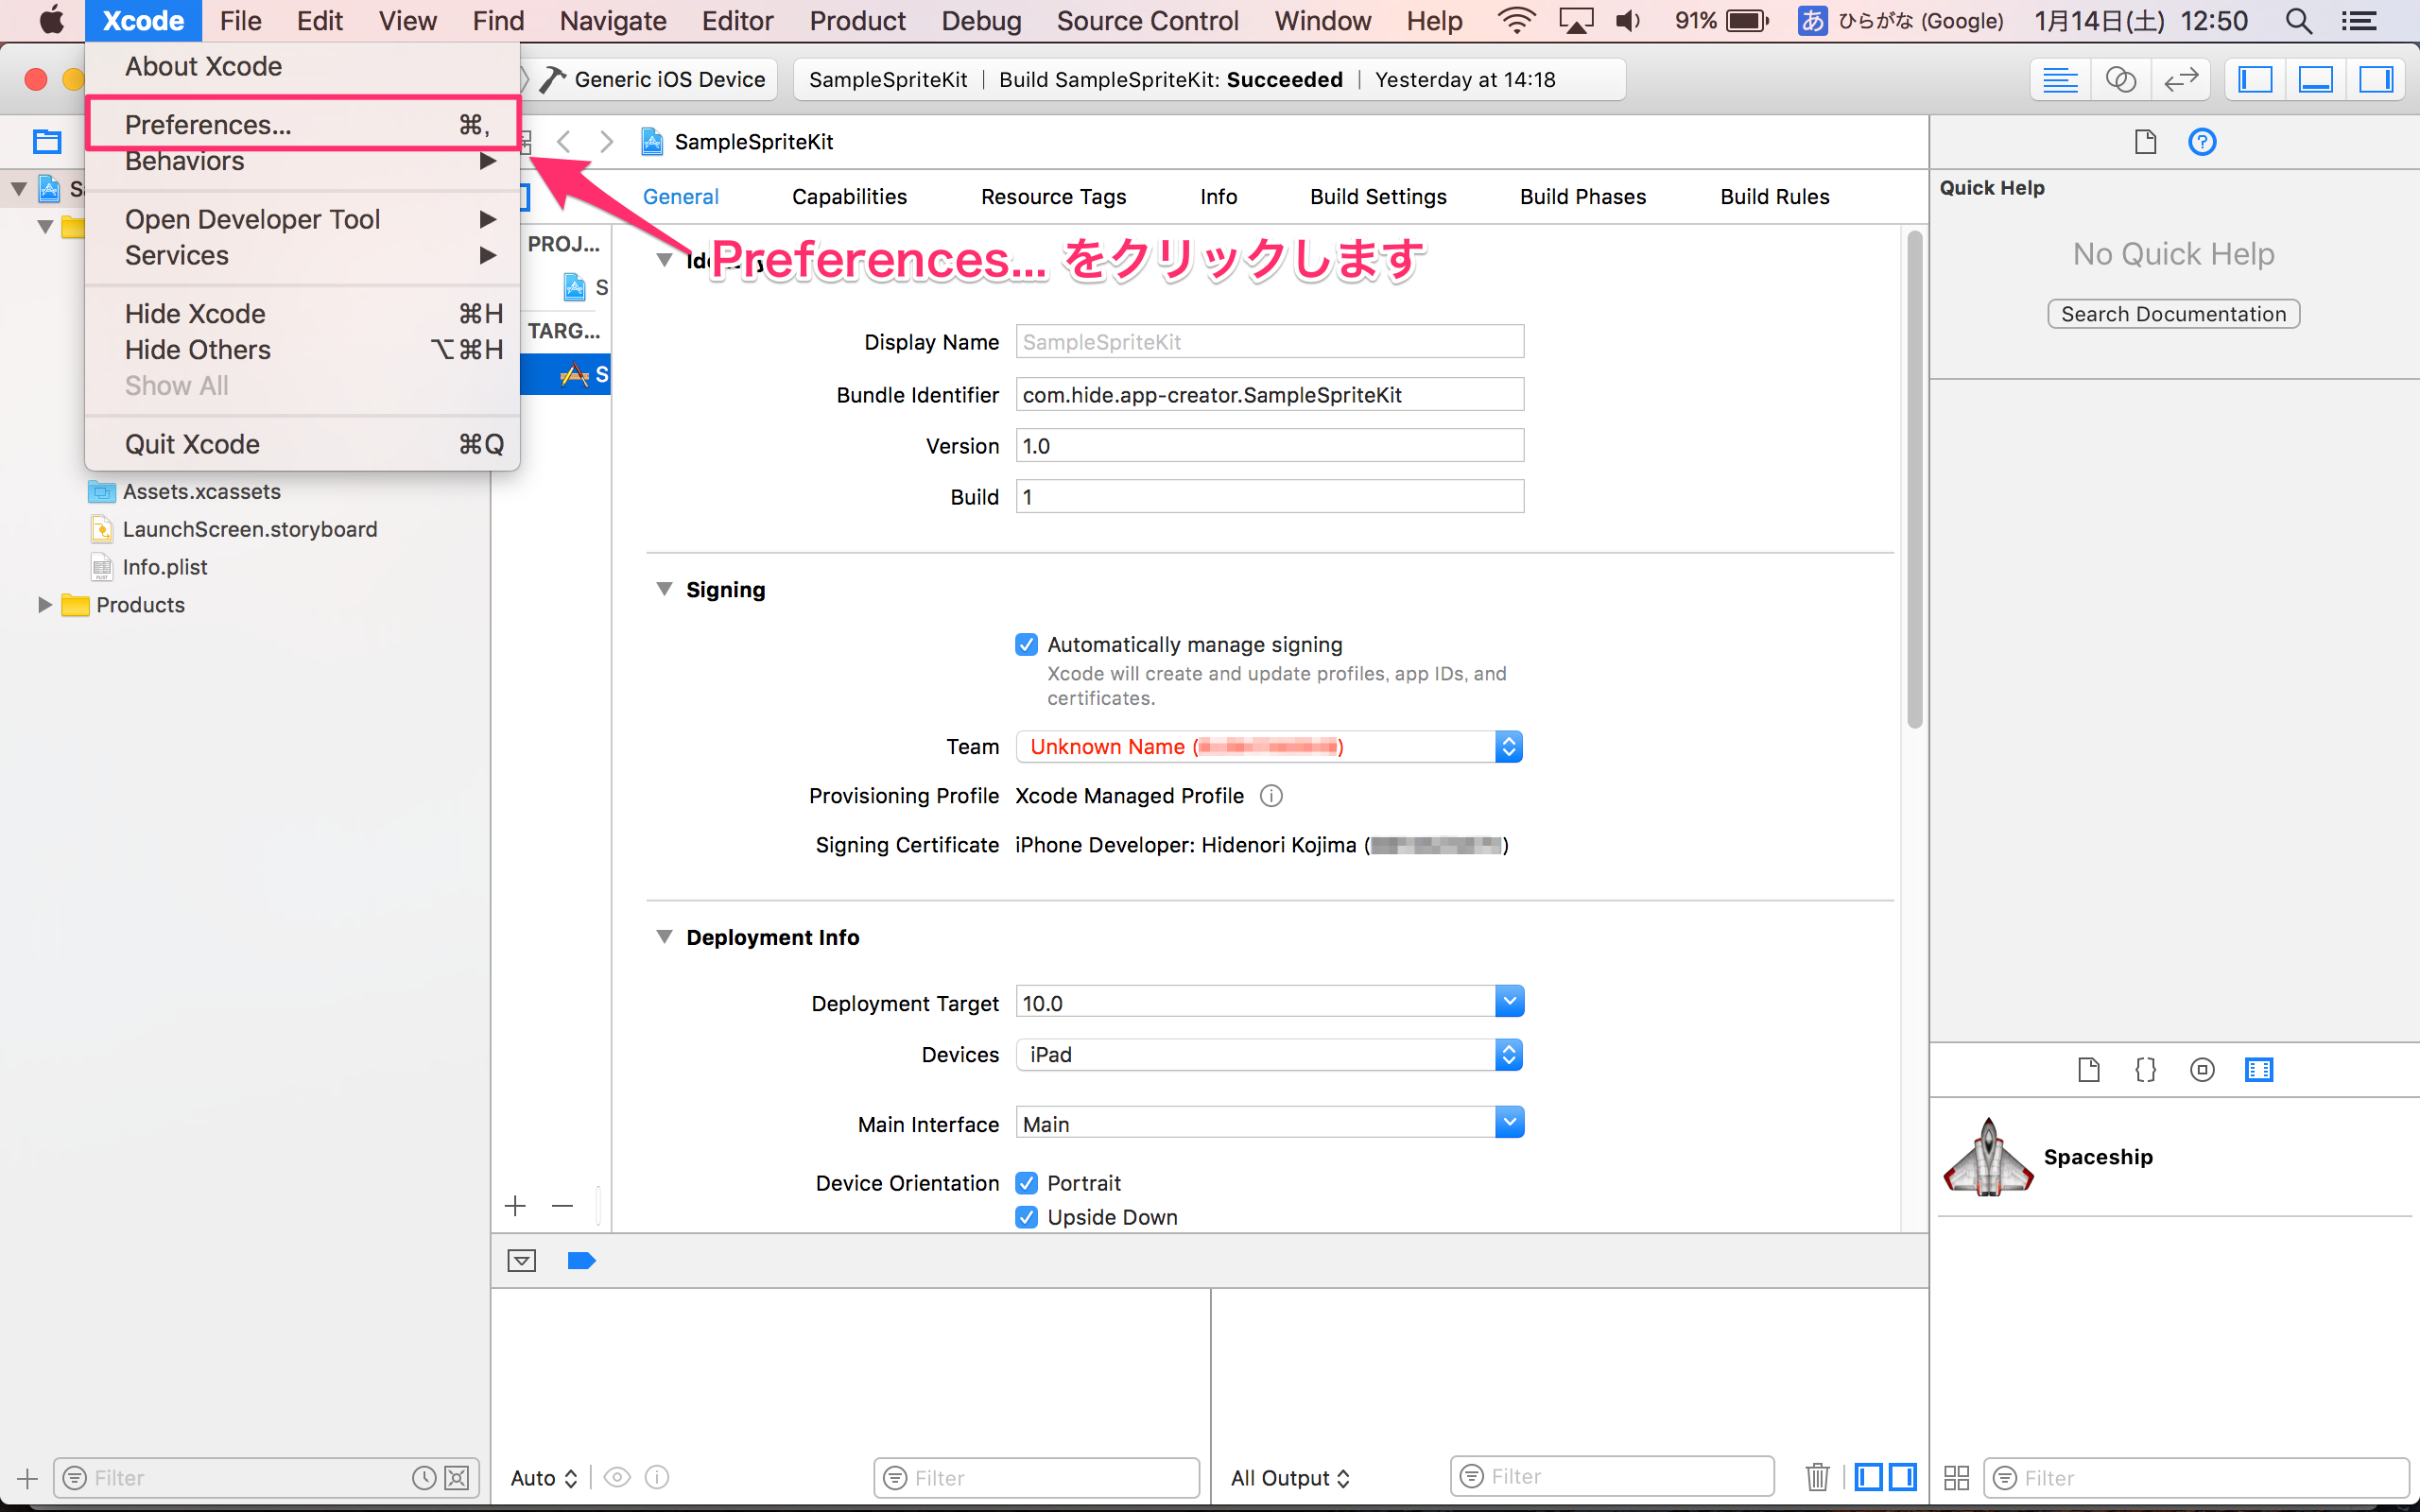 Xcode File Edit View Find Navigate Editor Product Debug Source Control Window Help 91% あ ひらがな (Google) 1月14日(土) 12:50
About Xcode
Preferences... ⌘,
Behaviors
Open Developer Tool
Services
Hide Xcode ⌘H
Hide Others ⌥⌘H
Show All
Quit Xcode ⌘Q
Generic iOS Device
SampleSpriteKit | Build SampleSpriteKit: Succeeded | Yesterday at 14:18
SampleSpriteKit
General Capabilities Resource Tags Info Build Settings Build Phases Build Rules
Preferences... をクリックします
PROJ...
S
TARG...
S
Assets.xcassets
LaunchScreen.storyboard
Info.plist
Products
Display Name SampleSpriteKit
Bundle Identifier com.hide.app-creator.SampleSpriteKit
Version 1.0
Build 1
Signing
Automatically manage signing
Xcode will create and update profiles, app IDs, and
certificates.
Team Unknown Name ( )
Provisioning Profile Xcode Managed Profile
Signing Certificate iPhone Developer: Hidenori Kojima ( )
Deployment Info
Deployment Target 10.0
Devices iPad
Main Interface Main
Device Orientation Portrait
Upside Down
Quick Help
No Quick Help
Search Documentation
{}
Spaceship
Filter
Auto
Filter
All Output
Filter
Filter